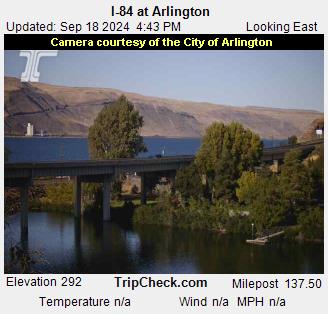 I-84 at Arlington
Updated: Sep 18 2024 4:43 PM Looking East
Camera courtesy of the City of Arlington
Elevation 292 TripCheck.com Milepost 137.50
Temperature n/a Wind n/a MPH n/a